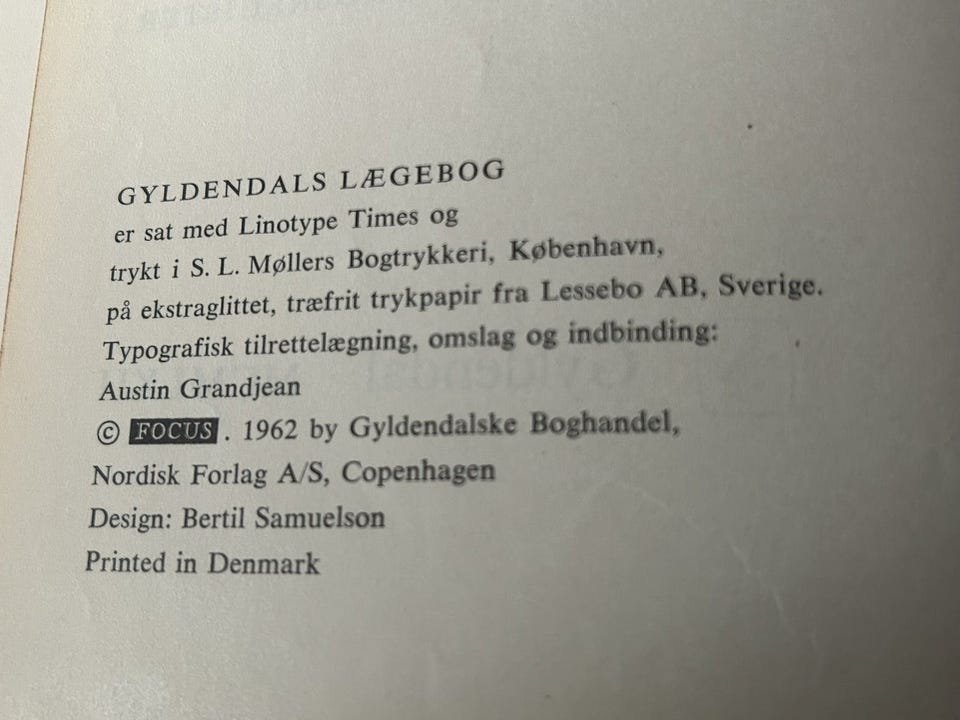 GYLDENDALS LÆGEBOG
er sat med Linotype Times og
trykt i S. L. Møllers Bogtrykkeri, København,
på ekstraglittet, træfrit trykpapir fra Lessebo AB, Sverige.
Typografisk tilrettelægning, omslag og indbinding:
Austin Grandjean
© FOCUS. 1962 by Gyldendalske Boghandel,
Nordisk Forlag A/S, Copenhagen
Design: Bertil Samuelson
Printed in Denmark